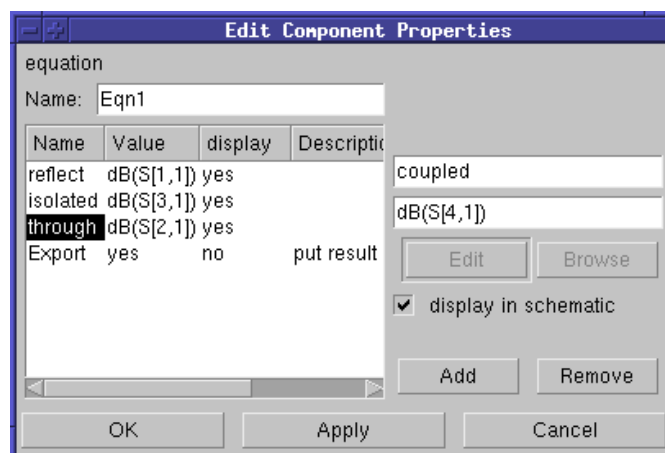 Edit Component Properties
equation
Name: Eqn1
Name Value display Descriptic
reflect dB(S[1,1]) yes
isolated dB(S[3,1]) yes
through dB(S[2,1]) yes
Export yes no put result
coupled
dB(S[4,1])
Edit Browse
display in schematic
Add Remove
OK Apply Cancel